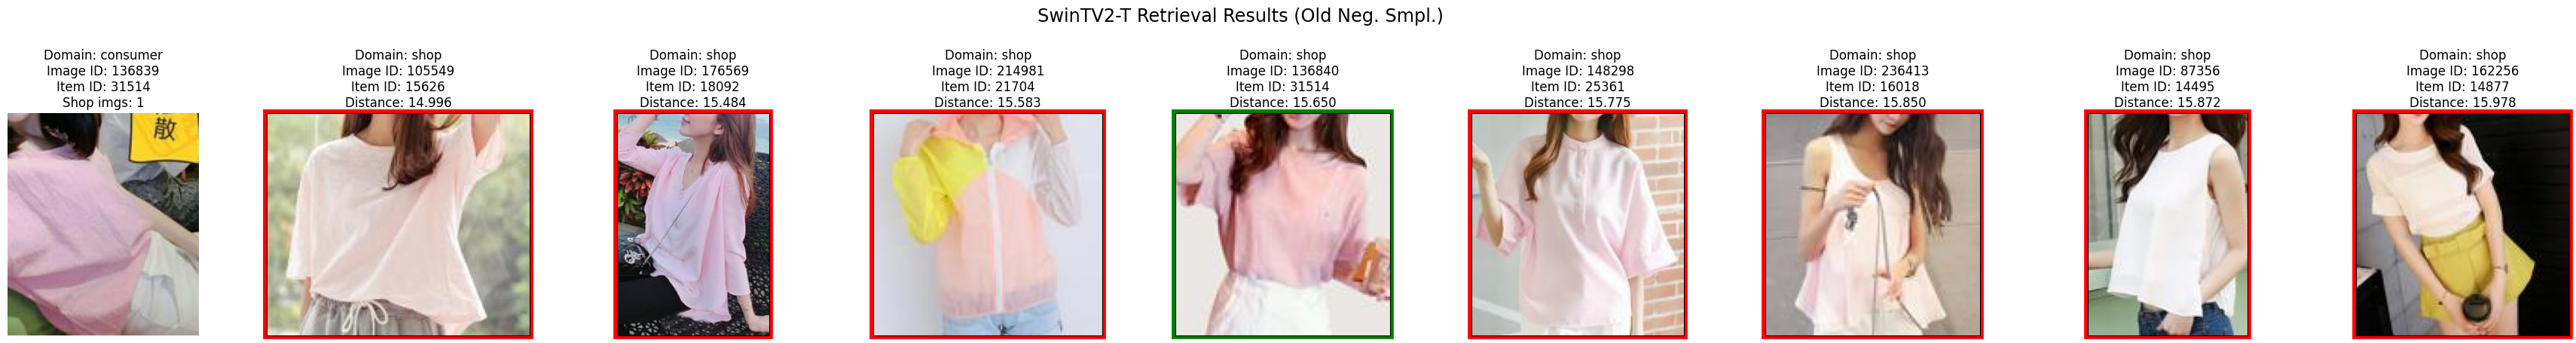 SwinTV2-T Retrieval Results (Old Neg. Smpl.)
Domain: consumer
Image ID: 136839
Item ID: 31514
Shop imgs: 1
散
Domain: shop
Image ID: 105549
Item ID: 15626
Distance: 14.996
Domain: shop
Image ID: 176569
Item ID: 18092
Distance: 15.484
Domain: shop
Image ID: 214981
Item ID: 21704
Distance: 15.583
Domain: shop
Image ID: 136840
Item ID: 31514
Distance: 15.650
Domain: shop
Image ID: 148298
Item ID: 25361
Distance: 15.775
Domain: shop
Image ID: 236413
Item ID: 16018
Distance: 15.850
Domain: shop
Image ID: 87356
Item ID: 14495
Distance: 15.872
Domain: shop
Image ID: 162256
Item ID: 14877
Distance: 15.978